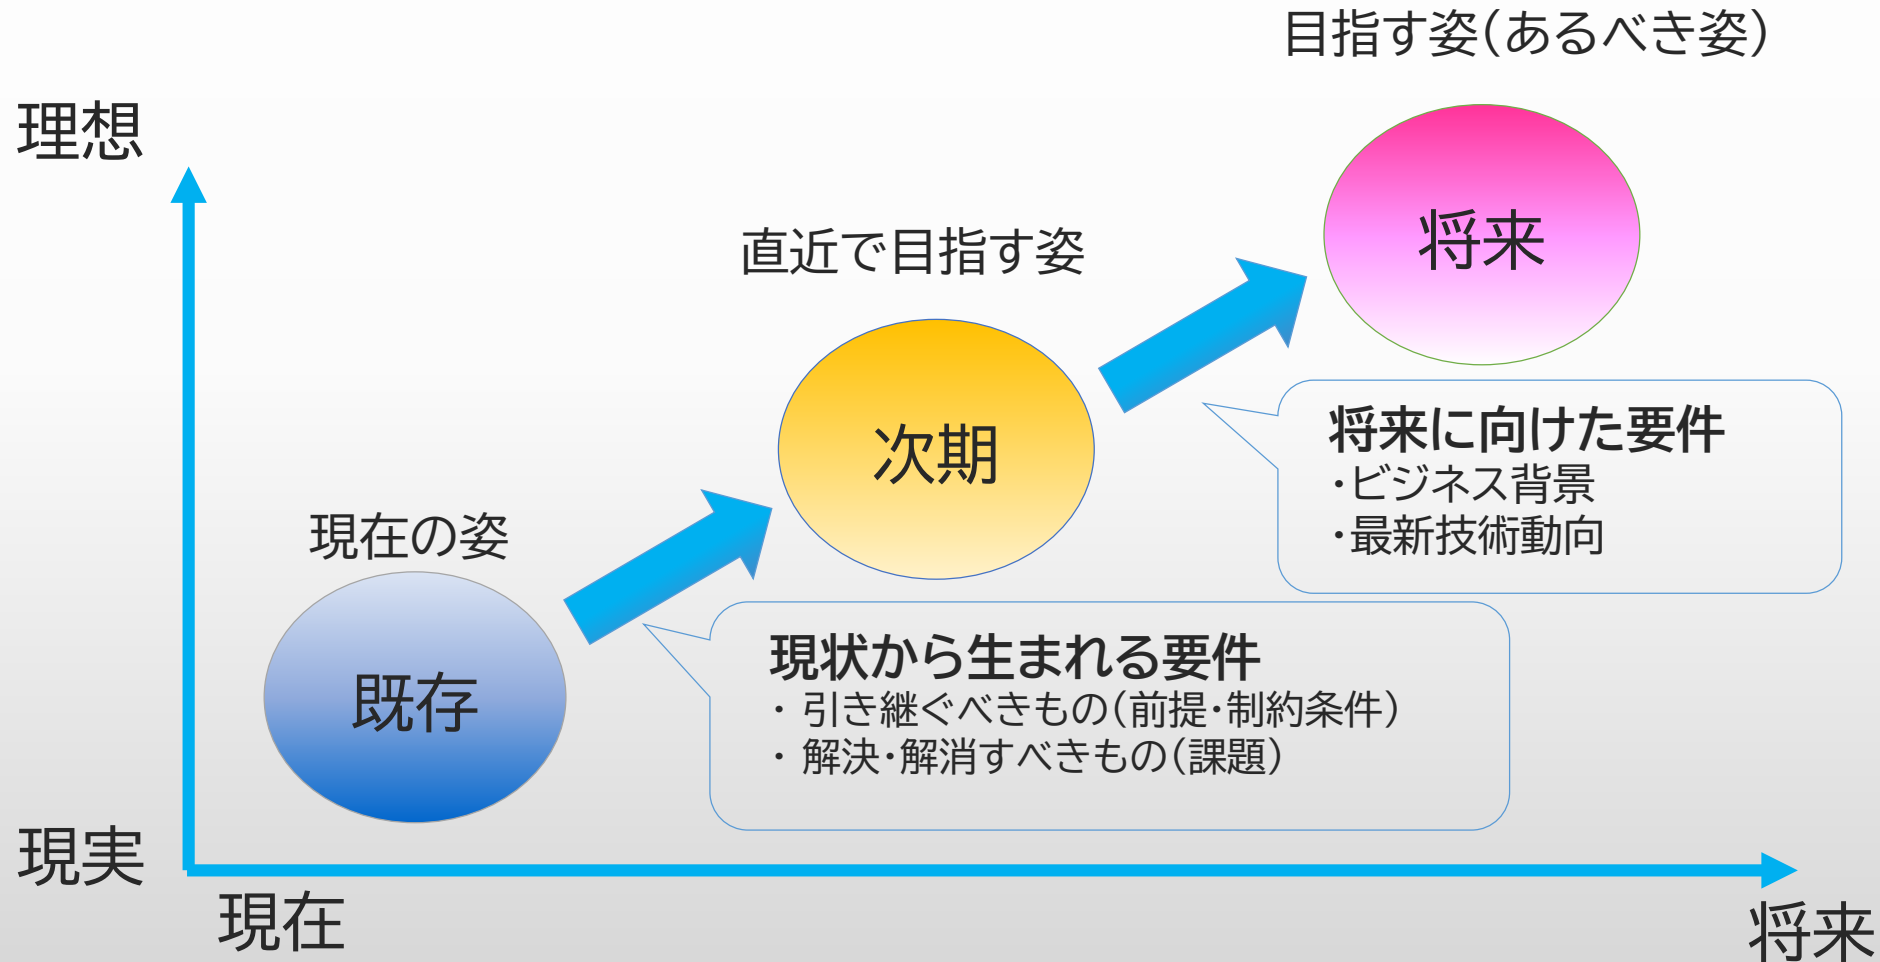 目指す姿(あるべき姿)
理想
将来
直近で目指す姿
次期
将来に向けた要件
・ビジネス背景
・最新技術動向
現在の姿
既存
現状から生まれる要件
・ 引き継ぐべきもの(前提・制約条件)
・ 解決・解消すべきもの(課題)
現実
現在
将来